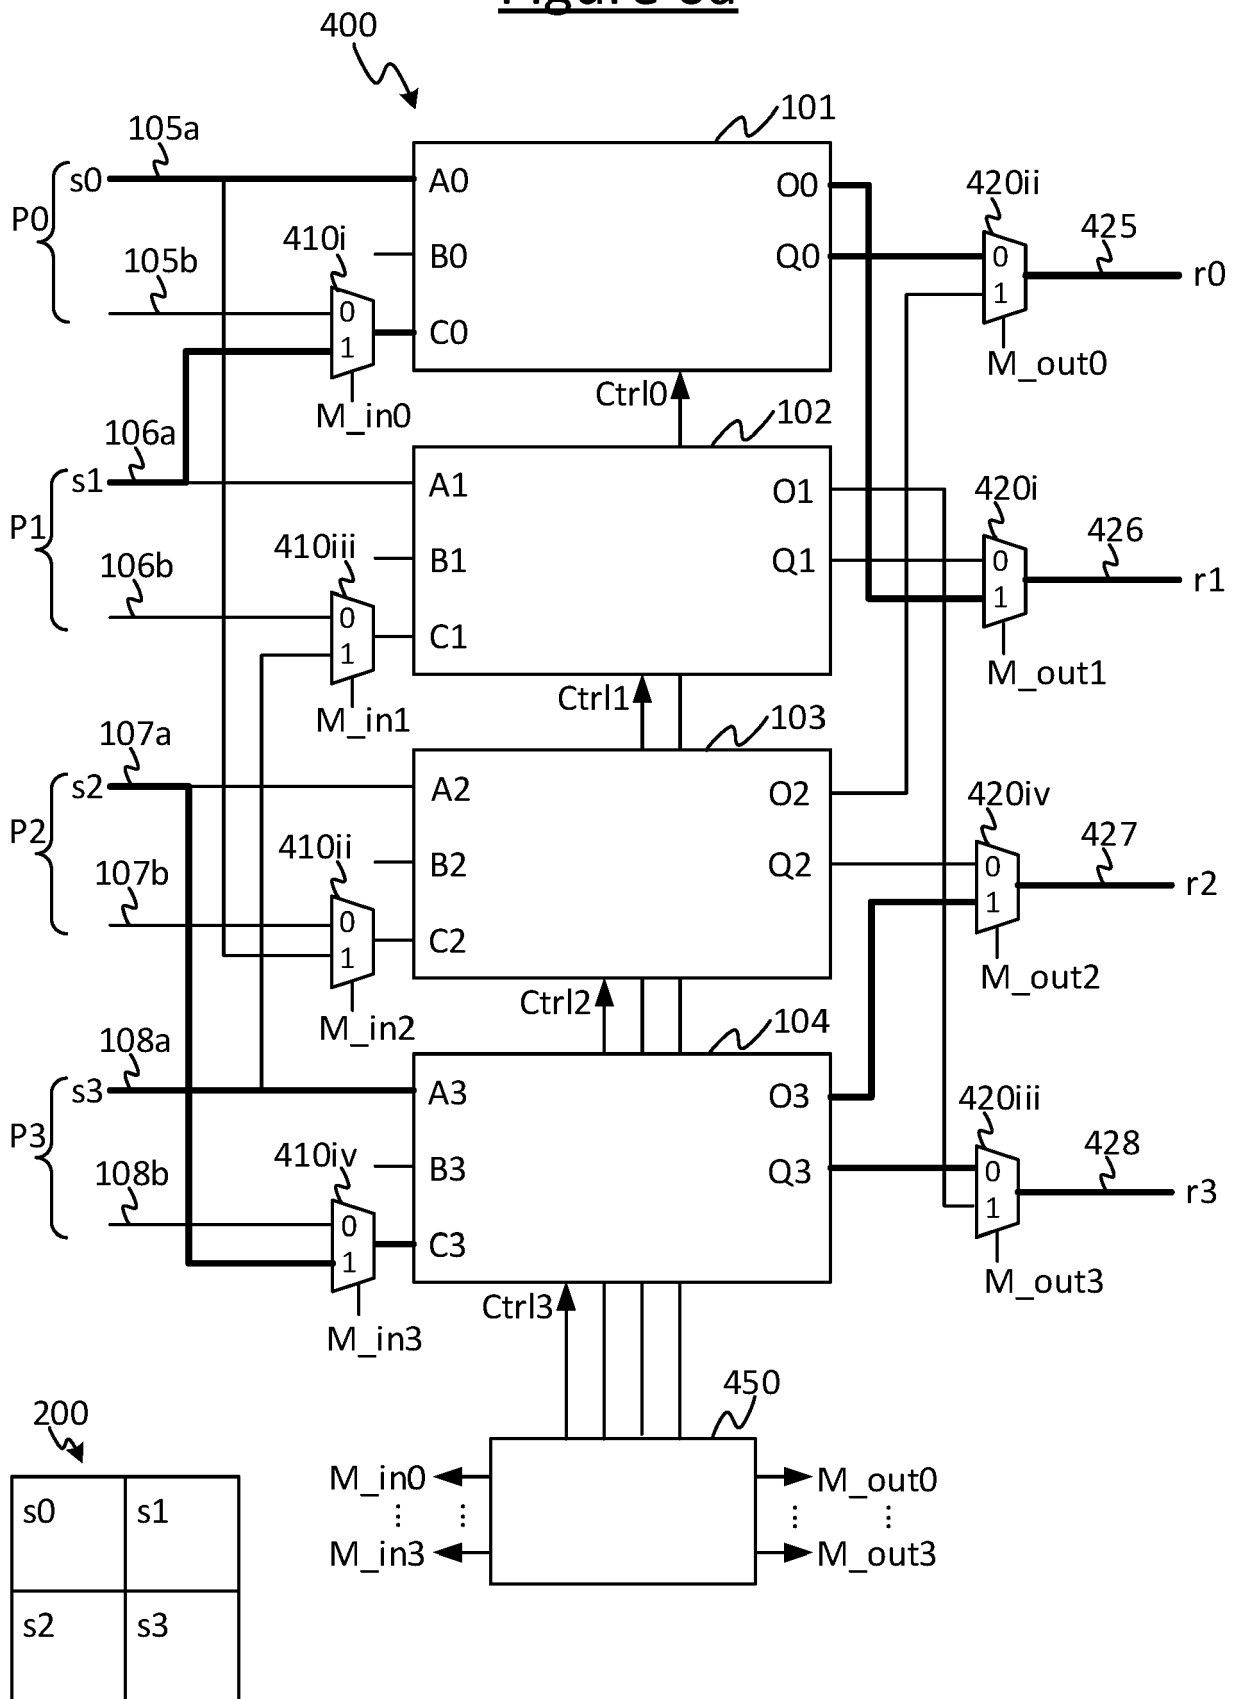 400
105a
101
s0
A0
O0
420ii
P0
410i
425
105b
B0
Q0
0
r0
0
1
C0
1
M_out0
Ctrl0
M_in0
106a
102
s1
A1
O1
420i
P1
410iii
426
106b
B1
Q1
0
r1
0
1
C1
1
M_out1
Ctrl1
M_in1
107a
103
s2
A2
O2
420iv
P2
410ii
427
107b
B2
Q2
0
r2
0
1
C2
1
M_out2
Ctrl2
M_in2
108a
104
s3
A3
O3
420iii
P3
410iv
428
108b
B3
Q3
0
r3
0
1
C3
1
M_out3
Ctrl3
M_in3
200
450
M_in0
M_out0
M_in3
M_out3
s0 s1
s2 s3